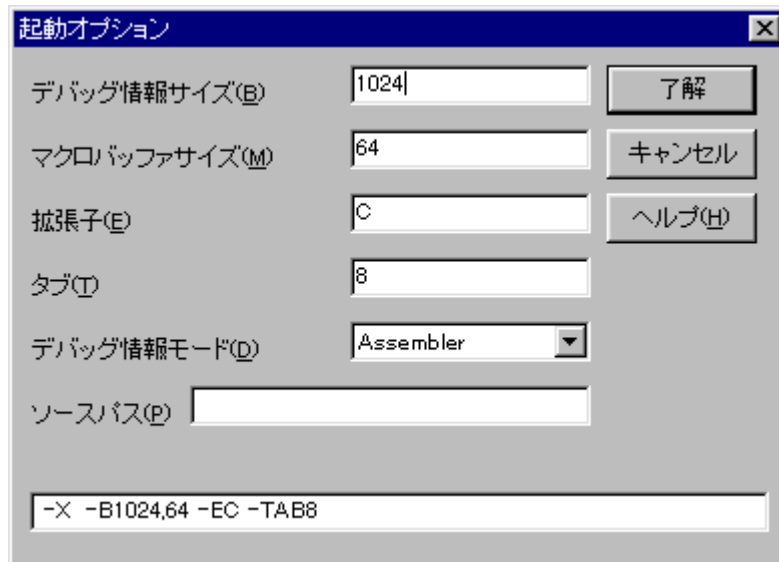 起動オプション
デバッグ情報サイズ(B) 1024 了解
マクロバッファサイズ(M) 64 キャンセル
拡張子(E) C ヘルプ(H)
タブ(T) 8
デバッグ情報モード(D) Assembler
ソースパス(P)
-X -B1024,64 -EC -TAB8